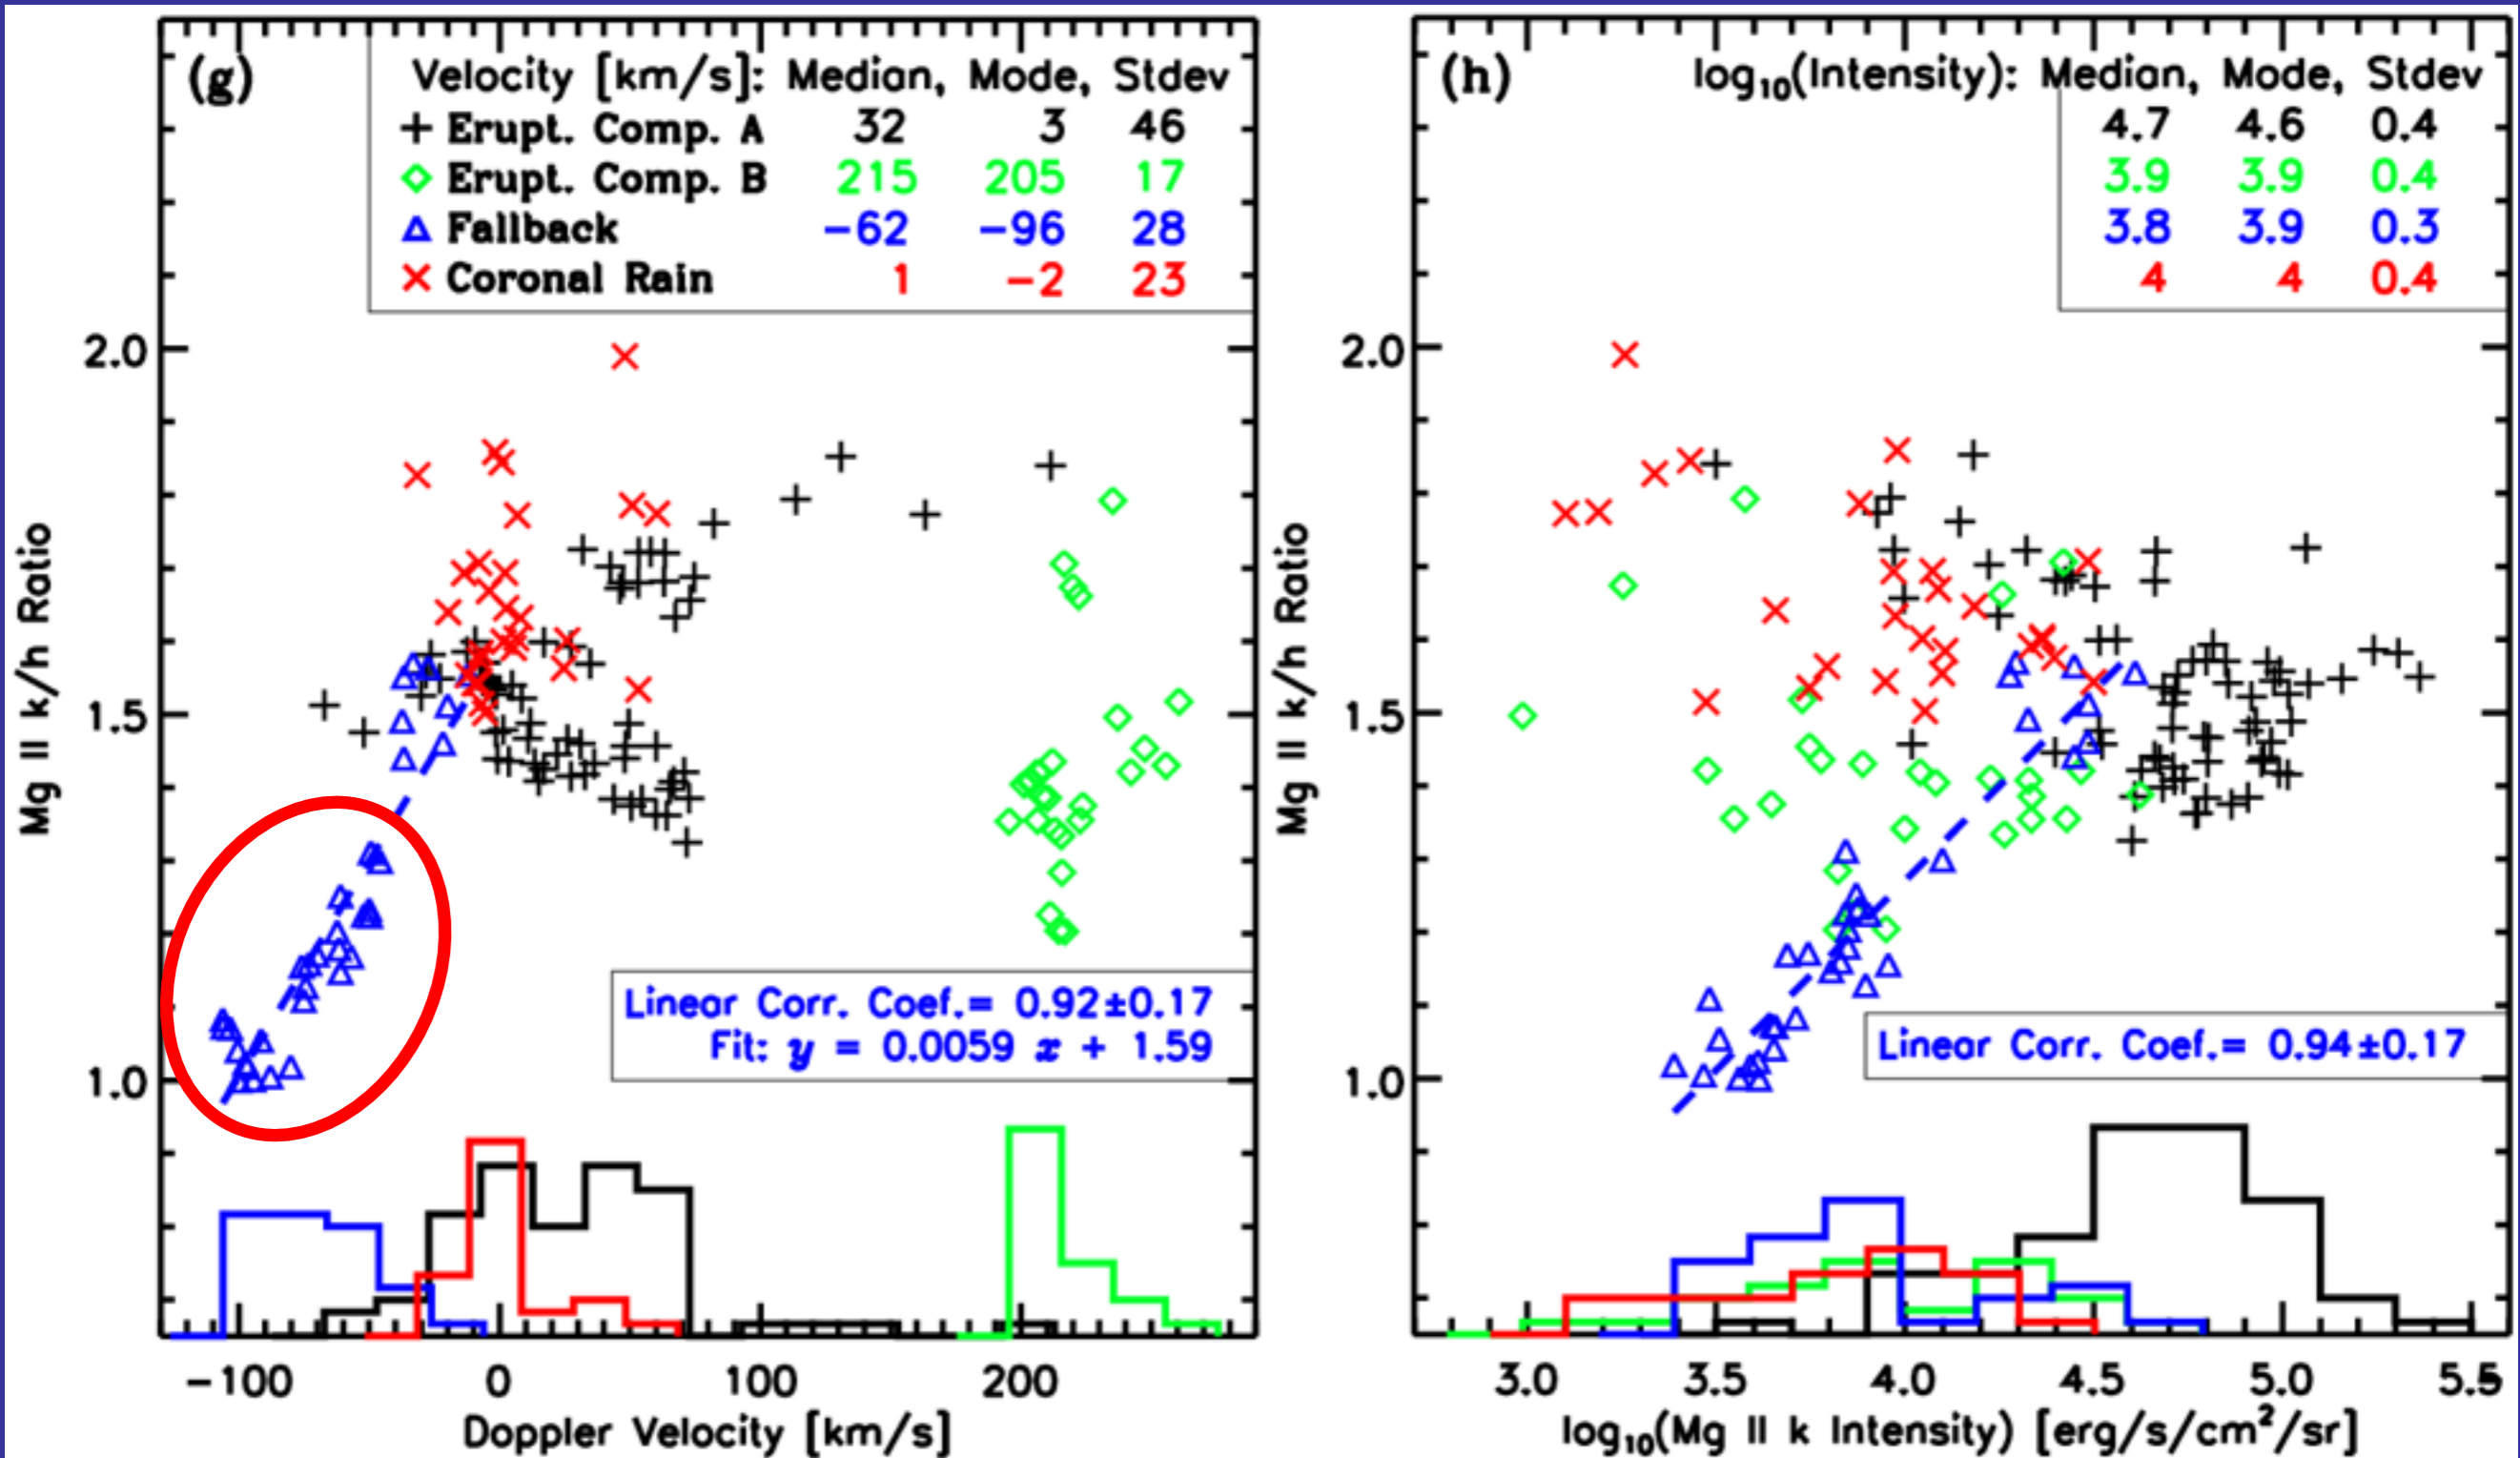 (g)
Velocity [km/s]: Median, Mode, Stdev
+ Erupt. Comp. A 32 3 46
◇ Erupt. Comp. B 215 205 17
△ Fallback −62 −96 28
× Coronal Rain 1 −2 23
2.0
1.5
1.0
Mg II k/h Ratio
Linear Corr. Coef.= 0.92±0.17
Fit: y = 0.0059 x + 1.59
−100 0 100 200
Doppler Velocity [km/s]
(h)
log₁₀(Intensity): Median, Mode, Stdev
4.7 4.6 0.4
3.9 3.9 0.4
3.8 3.9 0.3
4 4 0.4
2.0
1.5
1.0
Mg II k/h Ratio
Linear Corr. Coef.= 0.94±0.17
3.0 3.5 4.0 4.5 5.0 5.5
log₁₀(Mg II k Intensity) [erg/s/cm²/sr]